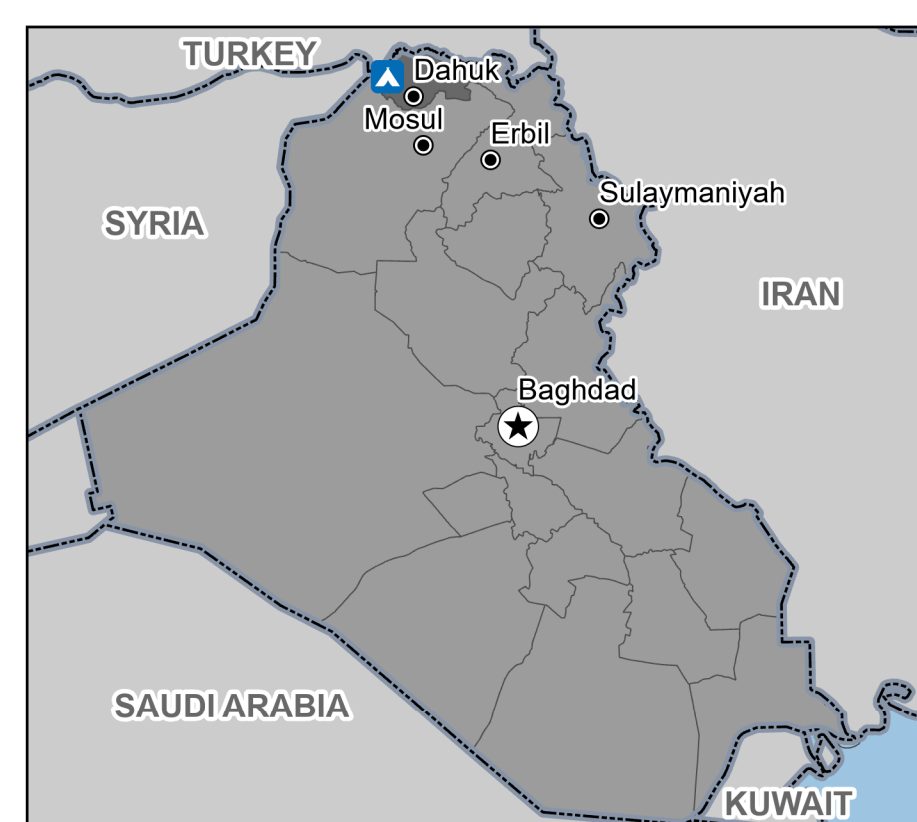 TURKEY
Dahuk
Mosul
Erbil
Sulaymaniyah
SYRIA
IRAN
Baghdad
SAUDI ARABIA
KUWAIT